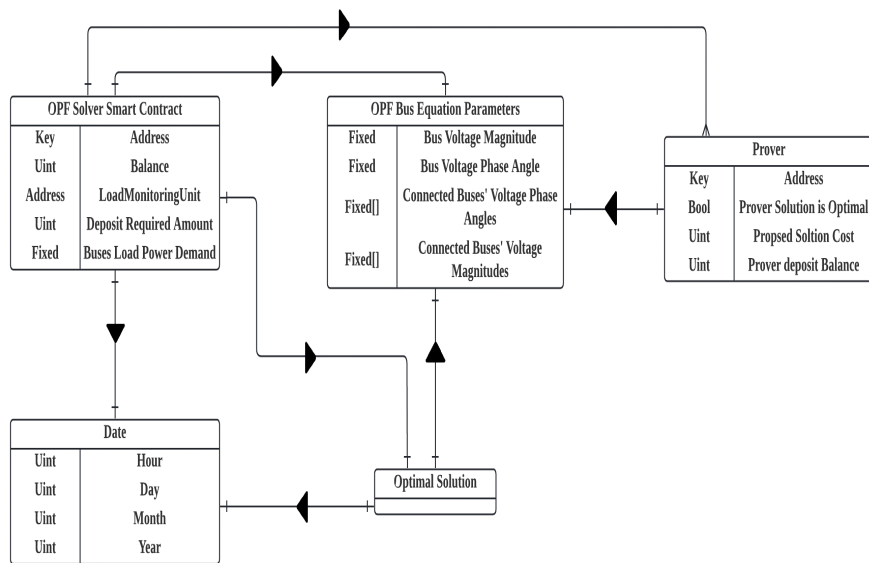 OPF Solver Smart Contract
Key Address
Uint Balance
Address LoadMonitoringUnit
Uint Deposit Required Amount
Fixed Buses Load Power Demand
OPF Bus Equation Parameters
Fixed Bus Voltage Magnitude
Fixed Bus Voltage Phase Angle
Fixed[] Connected Buses' Voltage Phase
Angles
Fixed[] Connected Buses' Voltage
Magnitudes
Prover
Key Address
Bool Prover Solution is Optimal
Uint Propsed Soltion Cost
Uint Prover deposit Balance
Date
Uint Hour
Uint Day
Uint Month
Uint Year
Optimal Solution